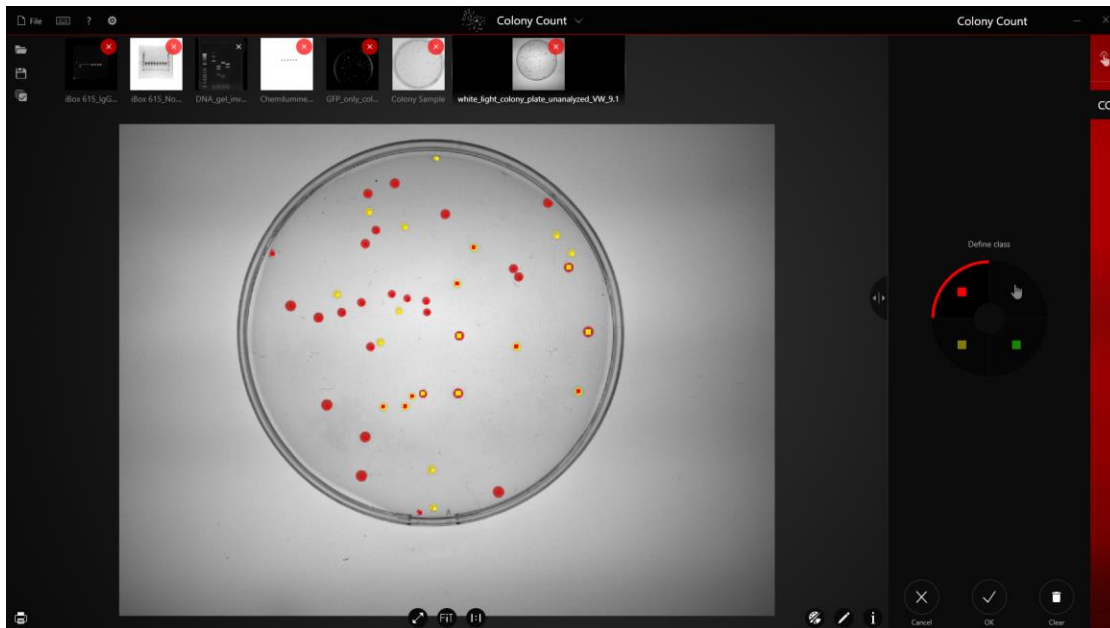 File
?
Colony Count
Colony Count
iBox 615_IgG...
iBox 615_No...
DNA_gel_inv...
Chemilumine...
GFP_only_col...
Colony Sample
white_light_colony_plate_unanalyzed_VW_9.1
CO
Define class
A
FIT
1:1
i
Cancel
OK
Clear